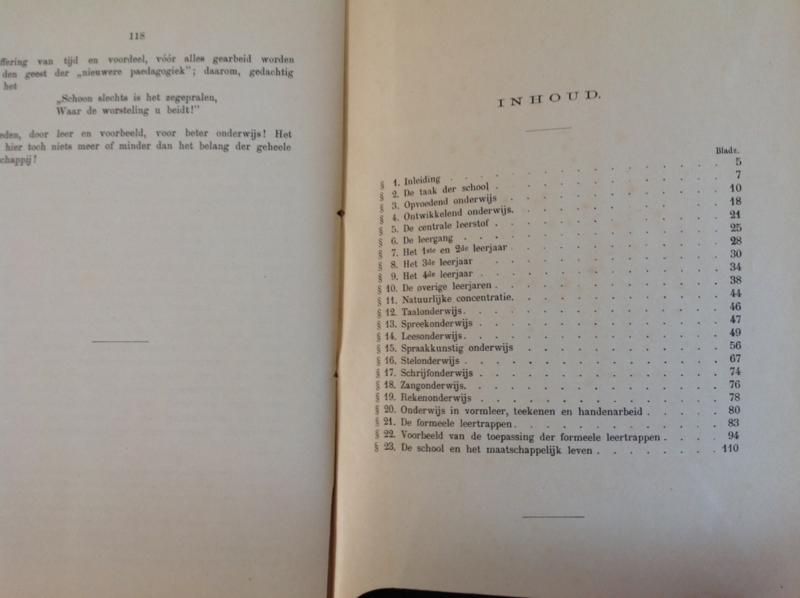 118
ffering van tijd en voordeel, vóór alles gearbeid worden
den geest der „nieuwere paedagogiek”; daarom, gedachtig
het
„Schoon slechts is het zegepralen,
Waar de worsteling u beidt!”
eden, door leer en voorbeeld, voor beter onderwijs! Het
hier toch niets meer of minder dan het belang der geheele
chappij!
INHOUD.
Bladz.
§ 1. Inleiding . . . . . . . . . . 5
§ 2. De taak der school . . . . . . . . . . 7
§ 3. Opvoedend onderwijs . . . . . . . . . . 10
§ 4. Ontwikkelend onderwijs. . . . . . . . . . 18
§ 5. De centrale leerstof . . . . . . . . . . 21
§ 6. De leergang . . . . . . . . . . 25
§ 7. Het 1ste en 2de leerjaar . . . . . . . . . . 28
§ 8. Het 3de leerjaar . . . . . . . . . . 30
§ 9. Het 4de leerjaar . . . . . . . . . . 34
§ 10. De overige leerjaren . . . . . . . . . . 38
§ 11. Natuurlijke concentratie. . . . . . . . . . 44
§ 12. Taalonderwijs. . . . . . . . . . 46
§ 13. Spreekonderwijs . . . . . . . . . . 47
§ 14. Leesonderwijs. . . . . . . . . . 49
§ 15. Spraakkunstig onderwijs . . . . . . . . . . 56
§ 16. Stelonderwijs . . . . . . . . . . 67
§ 17. Schrijfonderwijs . . . . . . . . . . 74
§ 18. Zangonderwijs. . . . . . . . . . 76
§ 19. Rekenonderwijs . . . . . . . . . . 78
§ 20. Onderwijs in vormleer, teekenen en handenarbeid . . . . 80
§ 21. De formeele leertrappen . . . . . . . . . . 83
§ 22. Voorbeeld van de toepassing der formeele leertrappen . . . . 94
§ 23. De school en het maatschappelijk leven . . . . . . . 110